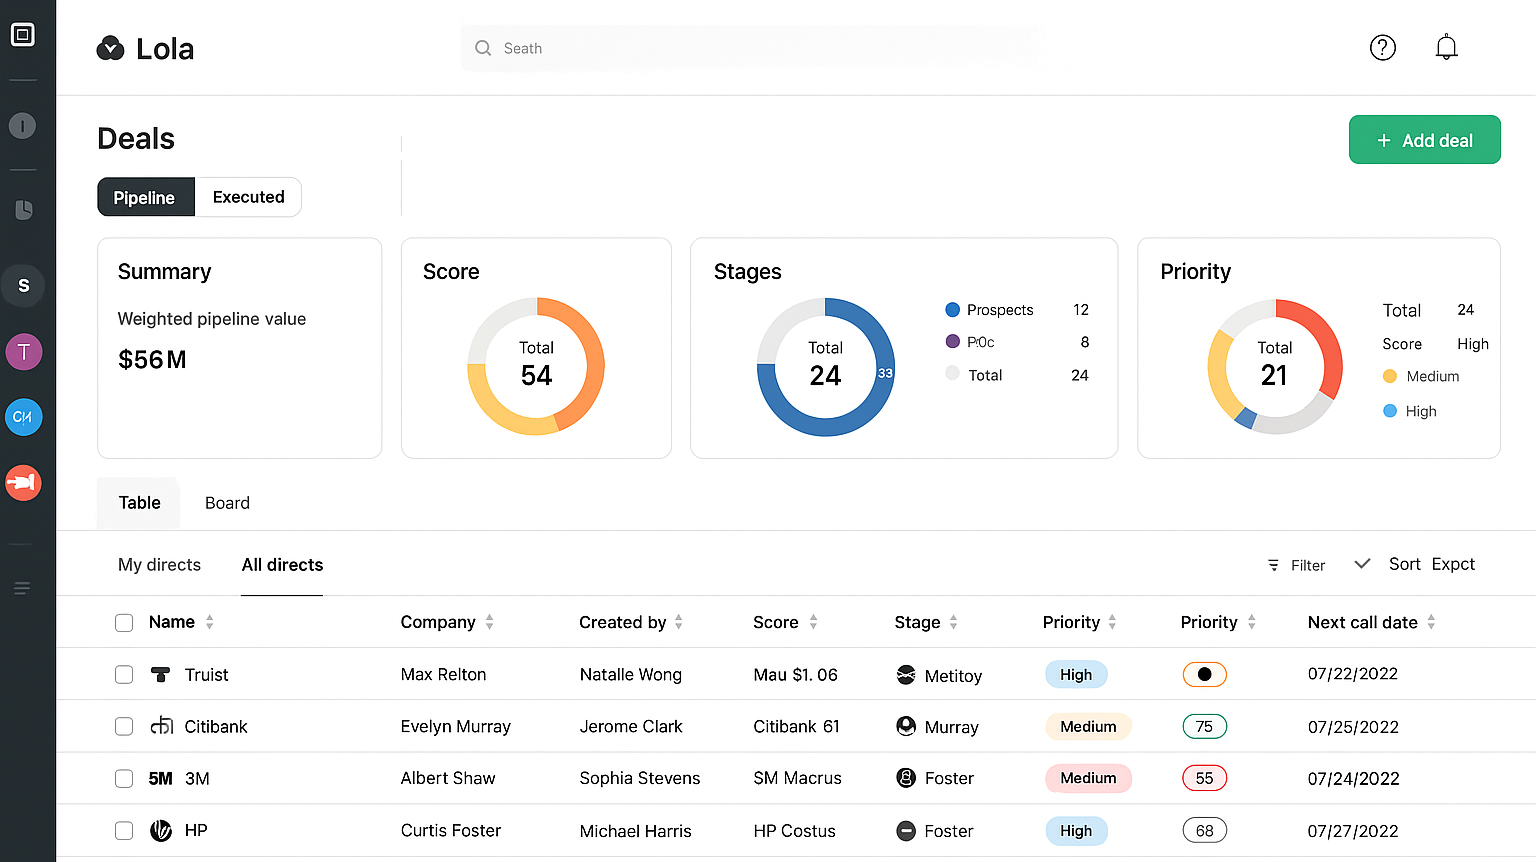 Lola
Seath
Deals
+ Add deal
Pipeline
Executed
Summary
Weighted pipeline value
$56M
Score
Total
54
Stages
Total
24
33
Prospects 12
P0c 8
Total 24
Priority
Total
21
Total 24
Score High
Medium
High
S
T
Table
Board
My directs
All directs
Filter
Sort Expct
Name Company Created by Score Stage Priority Priority Next call date
Truist Max Relton Natalle Wong Mau $1. 06 Metitoy High 07/22/2022
Citibank Evelyn Murray Jerome Clark Citibank 61 Murray Medium 75 07/25/2022
5M 3M Albert Shaw Sophia Stevens SM Macrus Foster Medium 55 07/24/2022
HP Curtis Foster Michael Harris HP Costus Foster High 68 07/27/2022